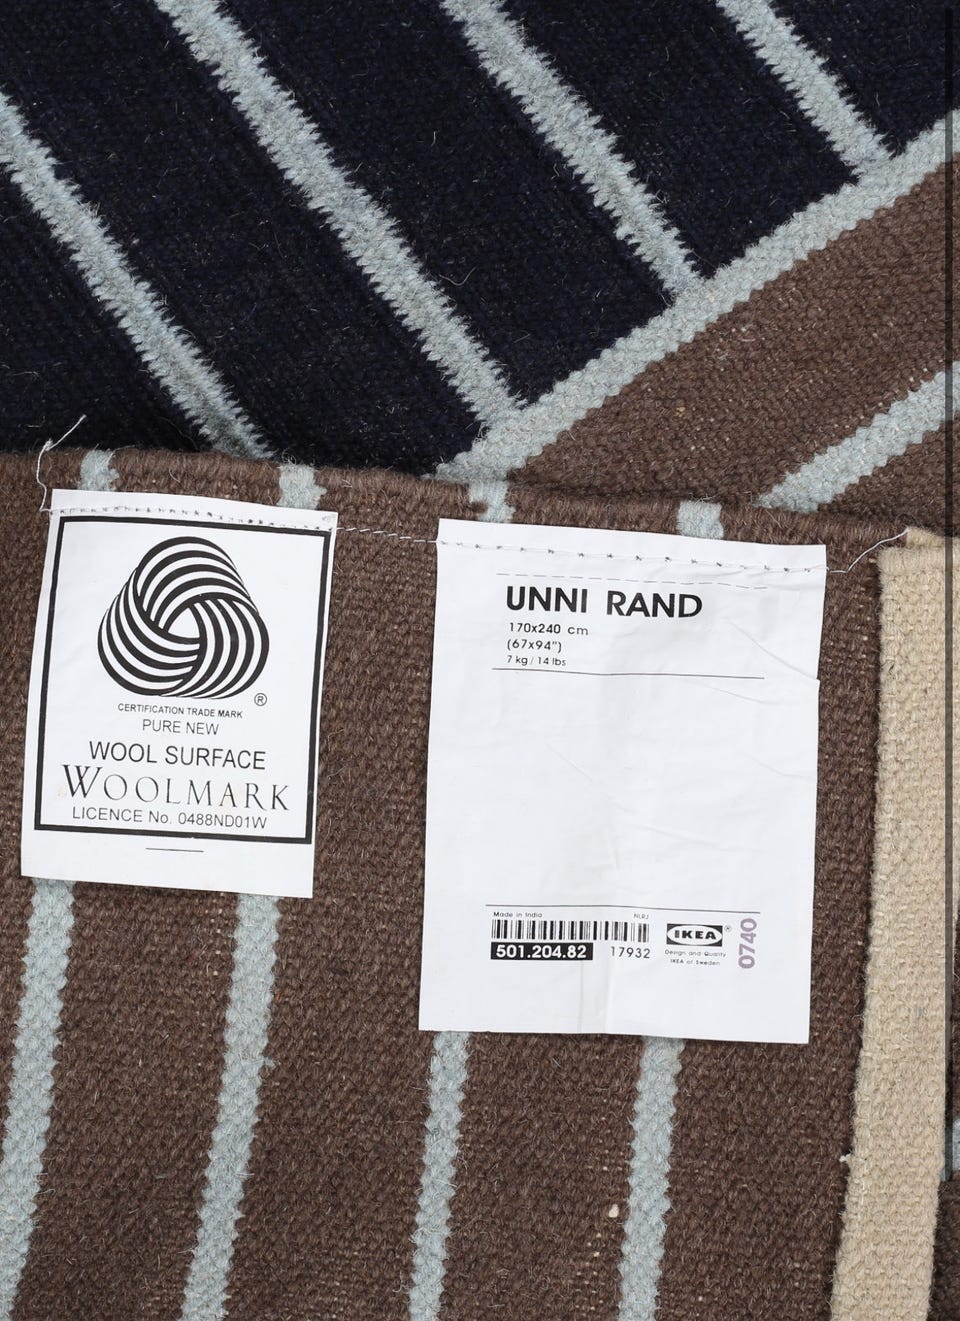 ®
CERTIFICATION TRADE MARK
PURE NEW
WOOL SURFACE
WOOLMARK
LICENCE No. 0488ND01W
UNNI RAND
170x240 cm
(67x94")
7 kg / 14 lbs
Made in India NLRJ
501.204.82 17932
IKEA®
Design and Quality
IKEA of Sweden
0740